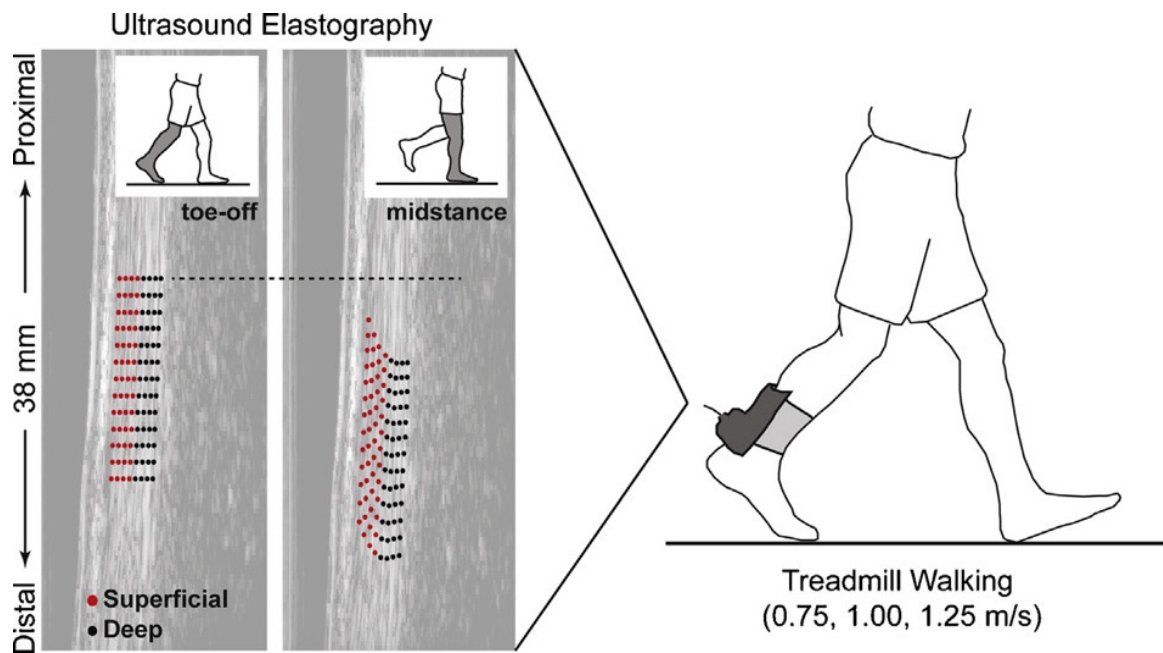 Ultrasound Elastography
Proximal
38 mm
Distal
toe-off
midstance
Superficial
Deep
Treadmill Walking
(0.75, 1.00, 1.25 m/s)